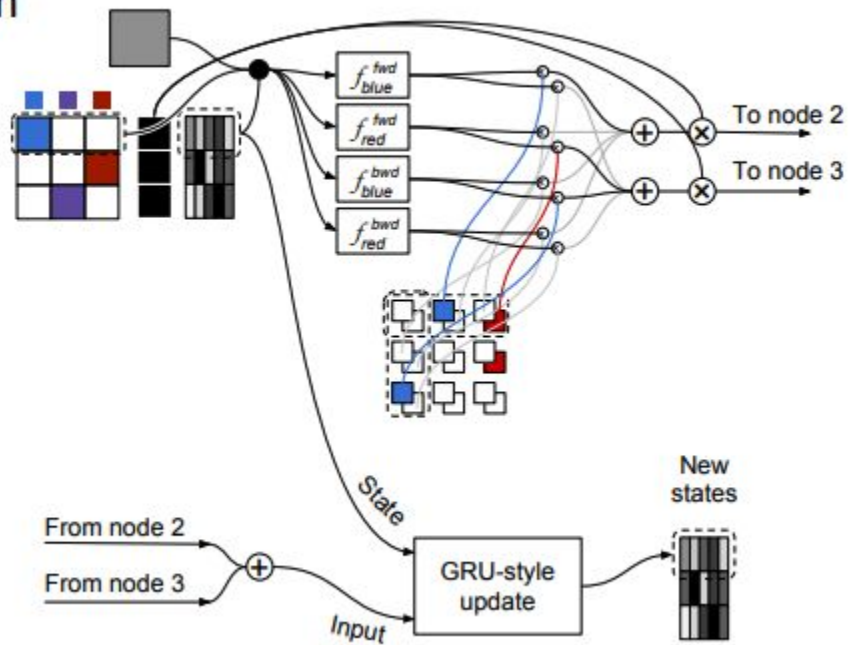 n
f fwd blue
f fwd red
f bwd blue
f bwd red
+
×
To node 2
+
×
To node 3
State
New
states
From node 2
From node 3
+
Input
GRU-style
update